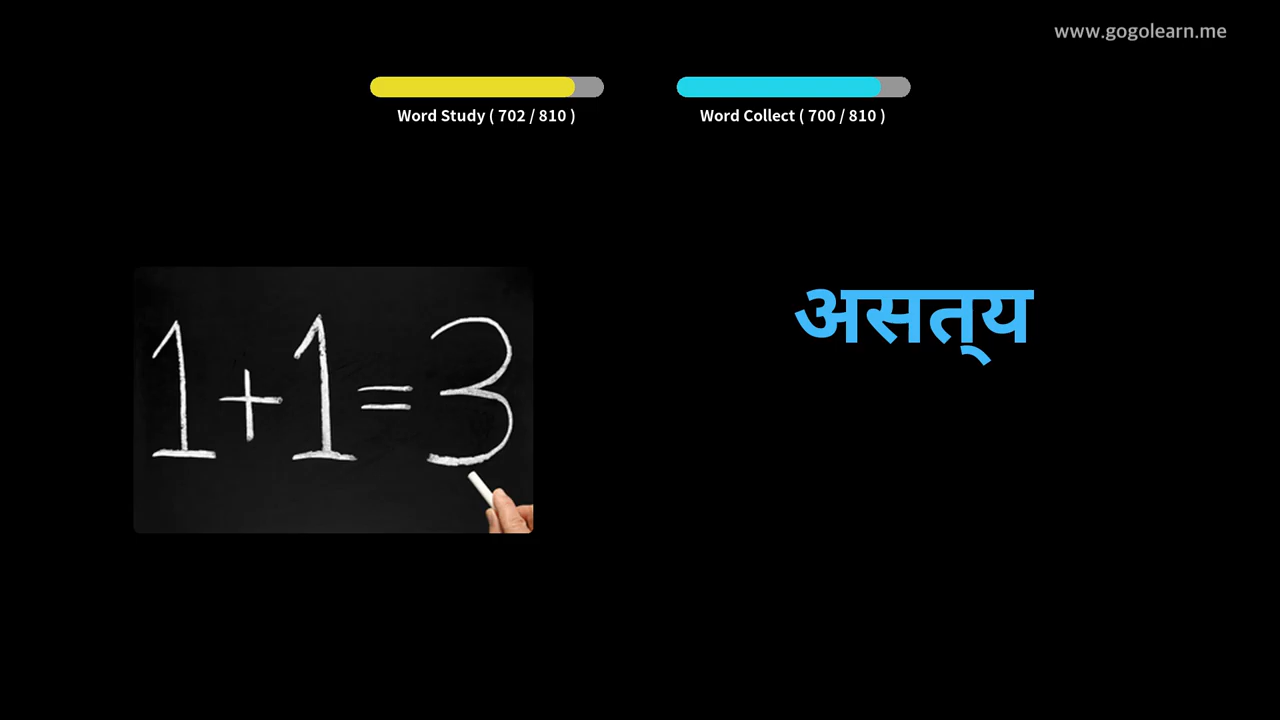 www.gogolearn.me
Word Study ( 702 / 810 )
Word Collect ( 700 / 810 )
1+1=3
असत्य